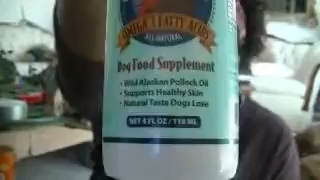 OMEGA 3 FATTY ACIDS
ALL-NATURAL
Dog Food Supplement
• Wild Alaskan Pollock Oil
• Supports Healthy Skin
• Natural Taste Dogs Love
NET 4 FL OZ / 118 ML